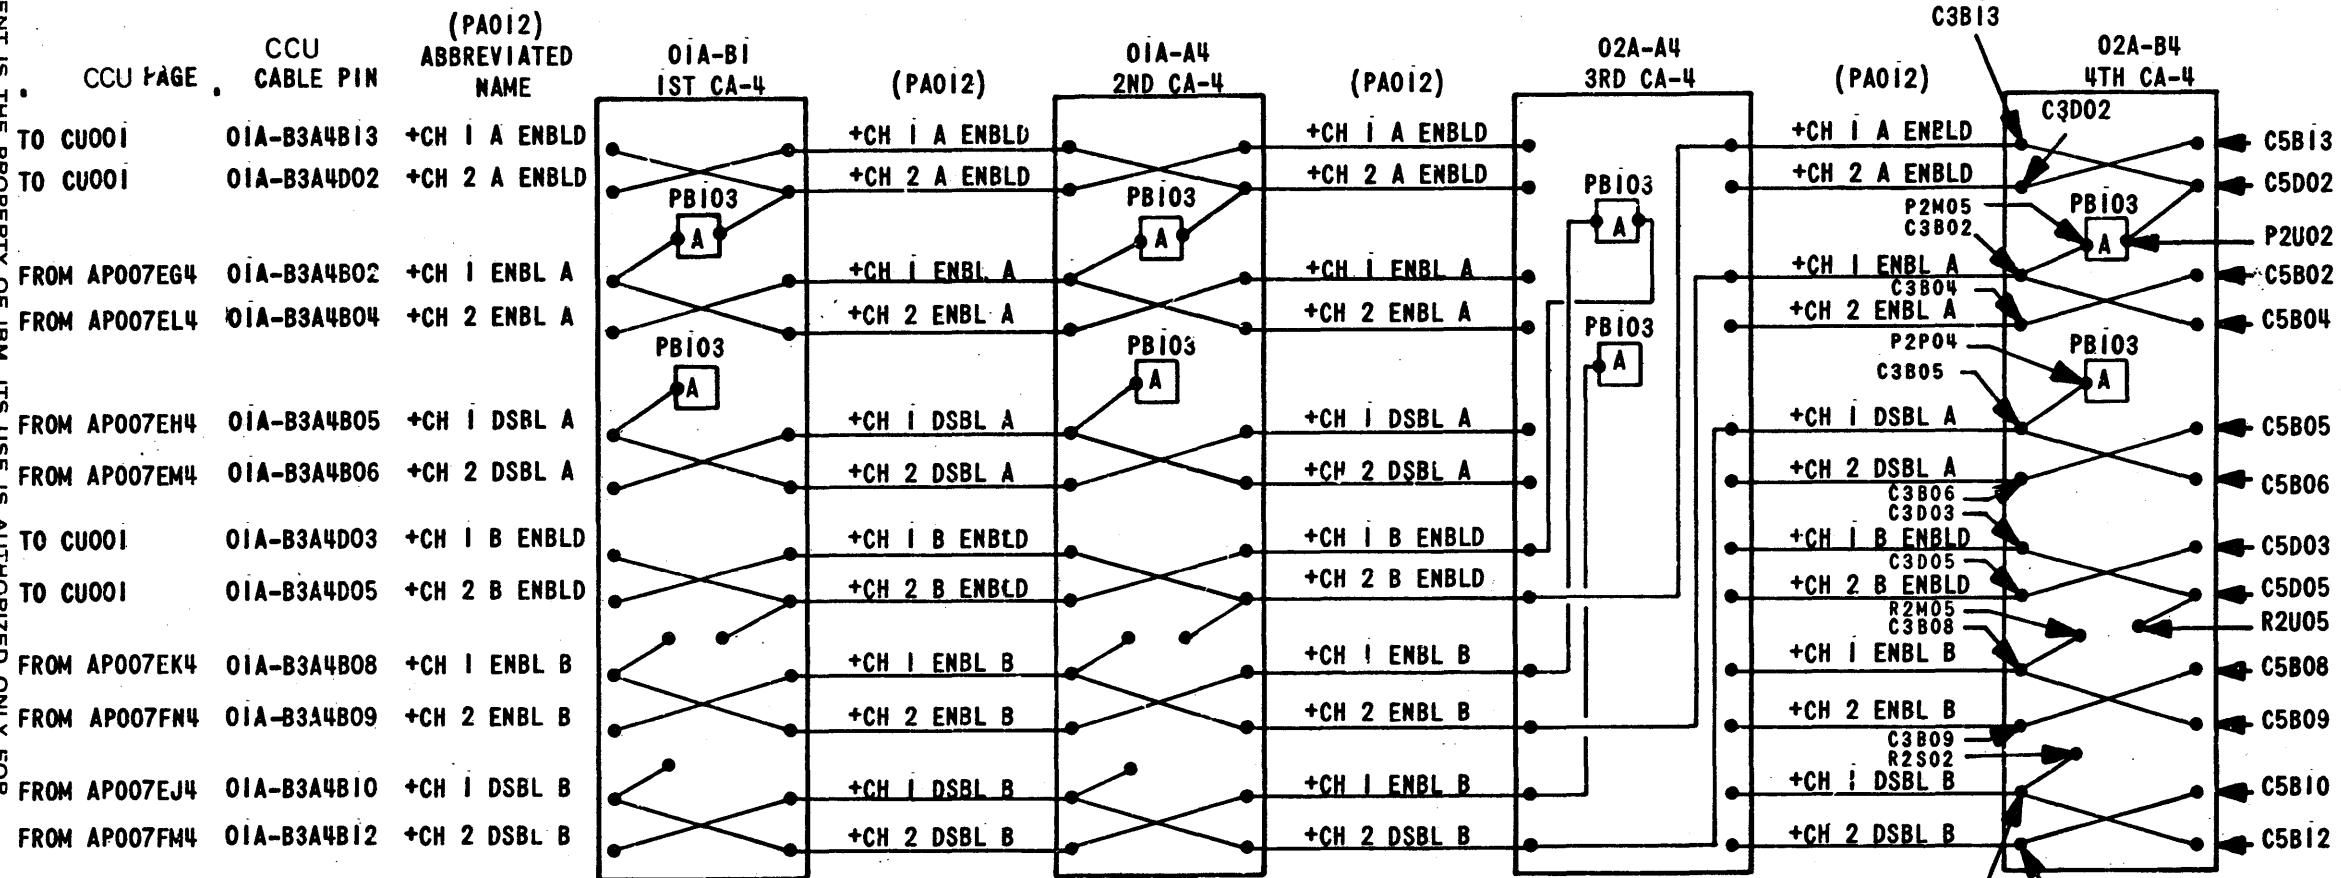 ENT IS THE PROPERTY OF IBM. ITS USE IS AUTHORIZED ONLY FOR
CCU PAGE
CCU
CABLE PIN
(PA012)
ABBREVIATED
NAME
01A-B1
1ST CA-4
(PA012)
01A-A4
2ND CA-4
(PA012)
02A-A4
3RD CA-4
(PA012)
C3B13
02A-B4
4TH CA-4
C3D02
TO CU001 01A-B3A4B13 +CH 1 A ENBLD +CH 1 A ENBLD +CH 1 A ENBLD +CH 1 A ENBLD C5B13
TO CU001 01A-B3A4D02 +CH 2 A ENBLD +CH 2 A ENBLD +CH 2 A ENBLD +CH 2 A ENBLD C5D02
PB103 PB103 PB103 PB103
A A A A
P2M05
C3B02
P2U02
FROM AP007EG4 01A-B3A4B02 +CH 1 ENBL A +CH 1 ENBL A +CH 1 ENBL A +CH 1 ENBL A C5B02
C3B04
FROM AP007EL4 01A-B3A4B04 +CH 2 ENBL A +CH 2 ENBL A +CH 2 ENBL A +CH 2 ENBL A C5B04
PB103 PB103 PB103 PB103
A A A A
P2P04
C3B05
FROM AP007EH4 01A-B3A4B05 +CH 1 DSBL A +CH 1 DSBL A +CH 1 DSBL A +CH 1 DSBL A C5B05
FROM AP007EM4 01A-B3A4B06 +CH 2 DSBL A +CH 2 DSBL A +CH 2 DSBL A +CH 2 DSBL A C5B06
C3B06
C3D03
TO CU001 01A-B3A4D03 +CH 1 B ENBLD +CH 1 B ENBLD +CH 1 B ENBLD +CH 1 B ENBLD C5D03
C3D05
TO CU001 01A-B3A4D05 +CH 2 B ENBLD +CH 2 B ENBLD +CH 2 B ENBLD +CH 2 B ENBLD C5D05
R2M05
C3B08
R2U05
FROM AP007EK4 01A-B3A4B08 +CH 1 ENBL B +CH 1 ENBL B +CH 1 ENBL B +CH 1 ENBL B C5B08
FROM AP007FN4 01A-B3A4B09 +CH 2 ENBL B +CH 2 ENBL B +CH 2 ENBL B +CH 2 ENBL B C5B09
C3B09
R2S02
FROM AP007EJ4 01A-B3A4B10 +CH 1 DSBL B +CH 1 DSBL B +CH 1 ENBL B +CH 1 DSBL B C5B10
FROM AP007FM4 01A-B3A4B12 +CH 2 DSBL B +CH 2 DSBL B +CH 2 DSBL B +CH 2 DSBL B C5B12